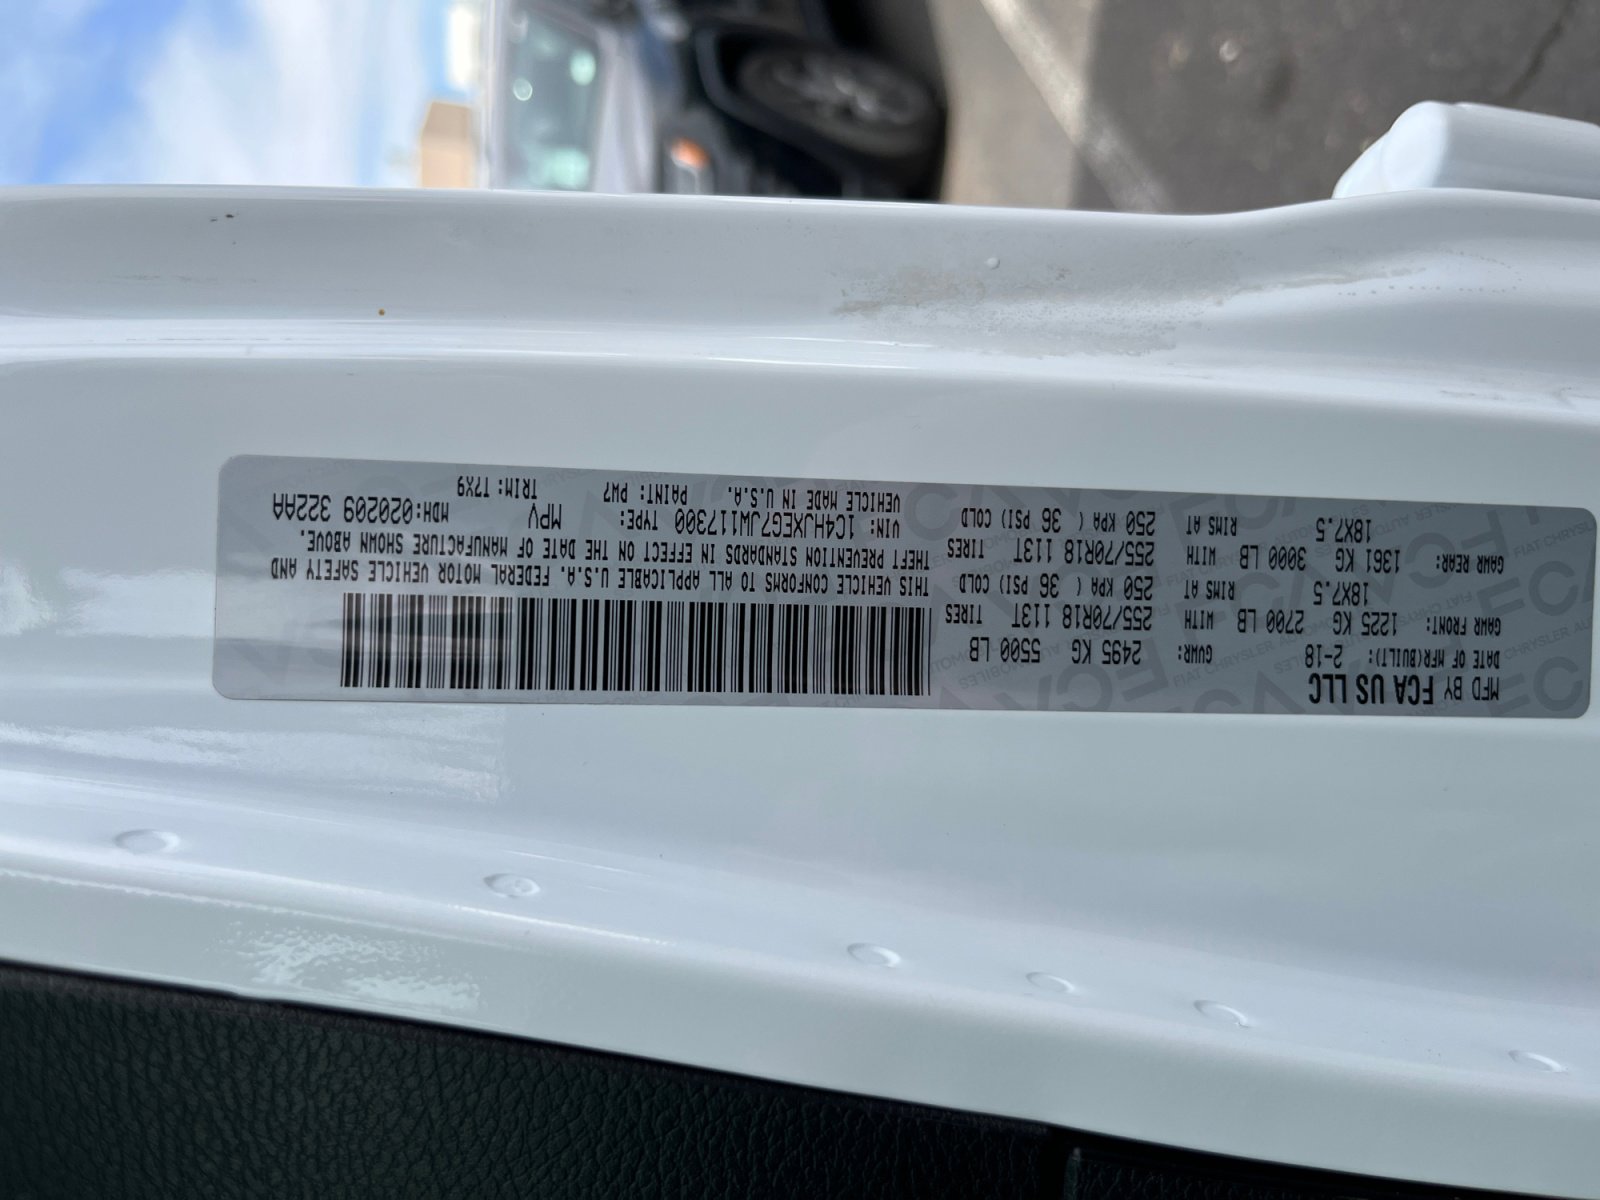 MFD BY FCA US LLC
DATE OF MFR(BUILT): 2-18 GVWR: 2495 KG 5500 LB
GAWR FRONT: 1225 KG 2700 LB WITH 255/70R18 113T TIRES
18X7.5 RIMS AT 250 KPA ( 36 PSI) COLD
GAWR REAR: 1361 KG 3000 LB WITH 255/70R18 113T TIRES
18X7.5 RIMS AT 250 KPA ( 36 PSI) COLD
THIS VEHICLE CONFORMS TO ALL APPLICABLE U.S.A. FEDERAL MOTOR VEHICLE SAFETY AND
THEFT PREVENTION STANDARDS IN EFFECT ON THE DATE OF MANUFACTURE SHOWN ABOVE.
VIN: 1C4HJXEG7JW117300 TYPE: MPV MDH:020209 322AA
VEHICLE MADE IN U.S.A. PAINT: PW7 TRIM: T7X9